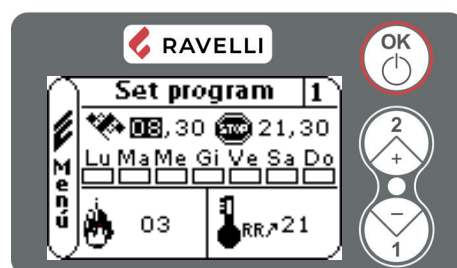 RAVELLI
OK
Set program 1
08,30 STOP 21,30
Lu Ma Me Gi Ve Sa Do
Menú
03
RR 21
2
+
−
1